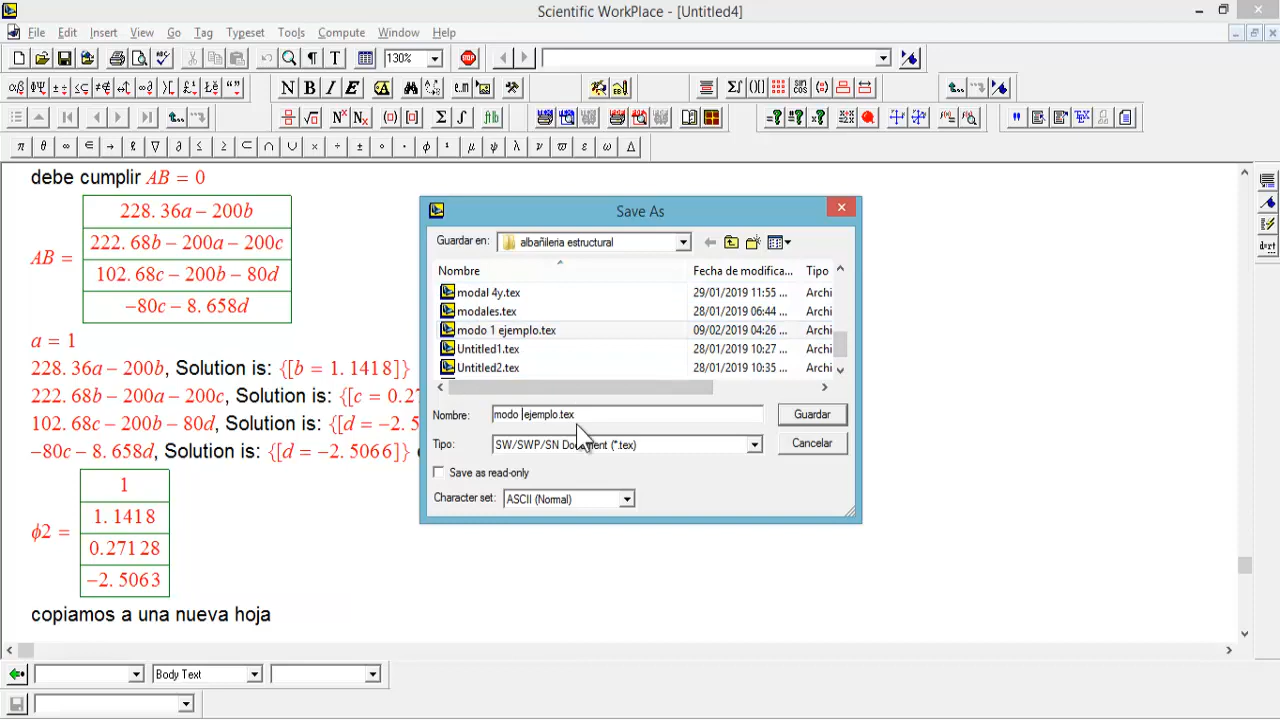 Scientific WorkPlace - [Untitled4]
File Edit Insert View Go Tag Typeset Tools Compute Window Help
130%
debe cumplir AB = 0
AB =
228.36a − 200b
222.68b − 200a − 200c
102.68c − 200b − 80d
−80c − 8.658d
a = 1
228.36a − 200b, Solution is: {[b = 1.1418]}
222.68b − 200a − 200c, Solution is: {[c = 0.27
102.68c − 200b − 80d, Solution is: {[d = −2.5
−80c − 8.658d, Solution is: {[d = −2.5066]}
ϕ2 =
1
1.1418
0.27128
−2.5063
copiamos a una nueva hoja
Save As
Guardar en: albañileria estructural
Nombre Fecha de modifica... Tipo
modal 4y.tex 29/01/2019 11:55 ... Archi
modales.tex 28/01/2019 06:44 ... Archi
modo 1 ejemplo.tex 09/02/2019 04:26 ... Archi
Untitled1.tex 28/01/2019 10:27 ... Archi
Untitled2.tex 28/01/2019 10:35 ... Archi
Nombre: modo ejemplo.tex Guardar
Tipo: SW/SWP/SN Document (*.tex) Cancelar
Save as read-only
Character set: ASCII (Normal)
Body Text